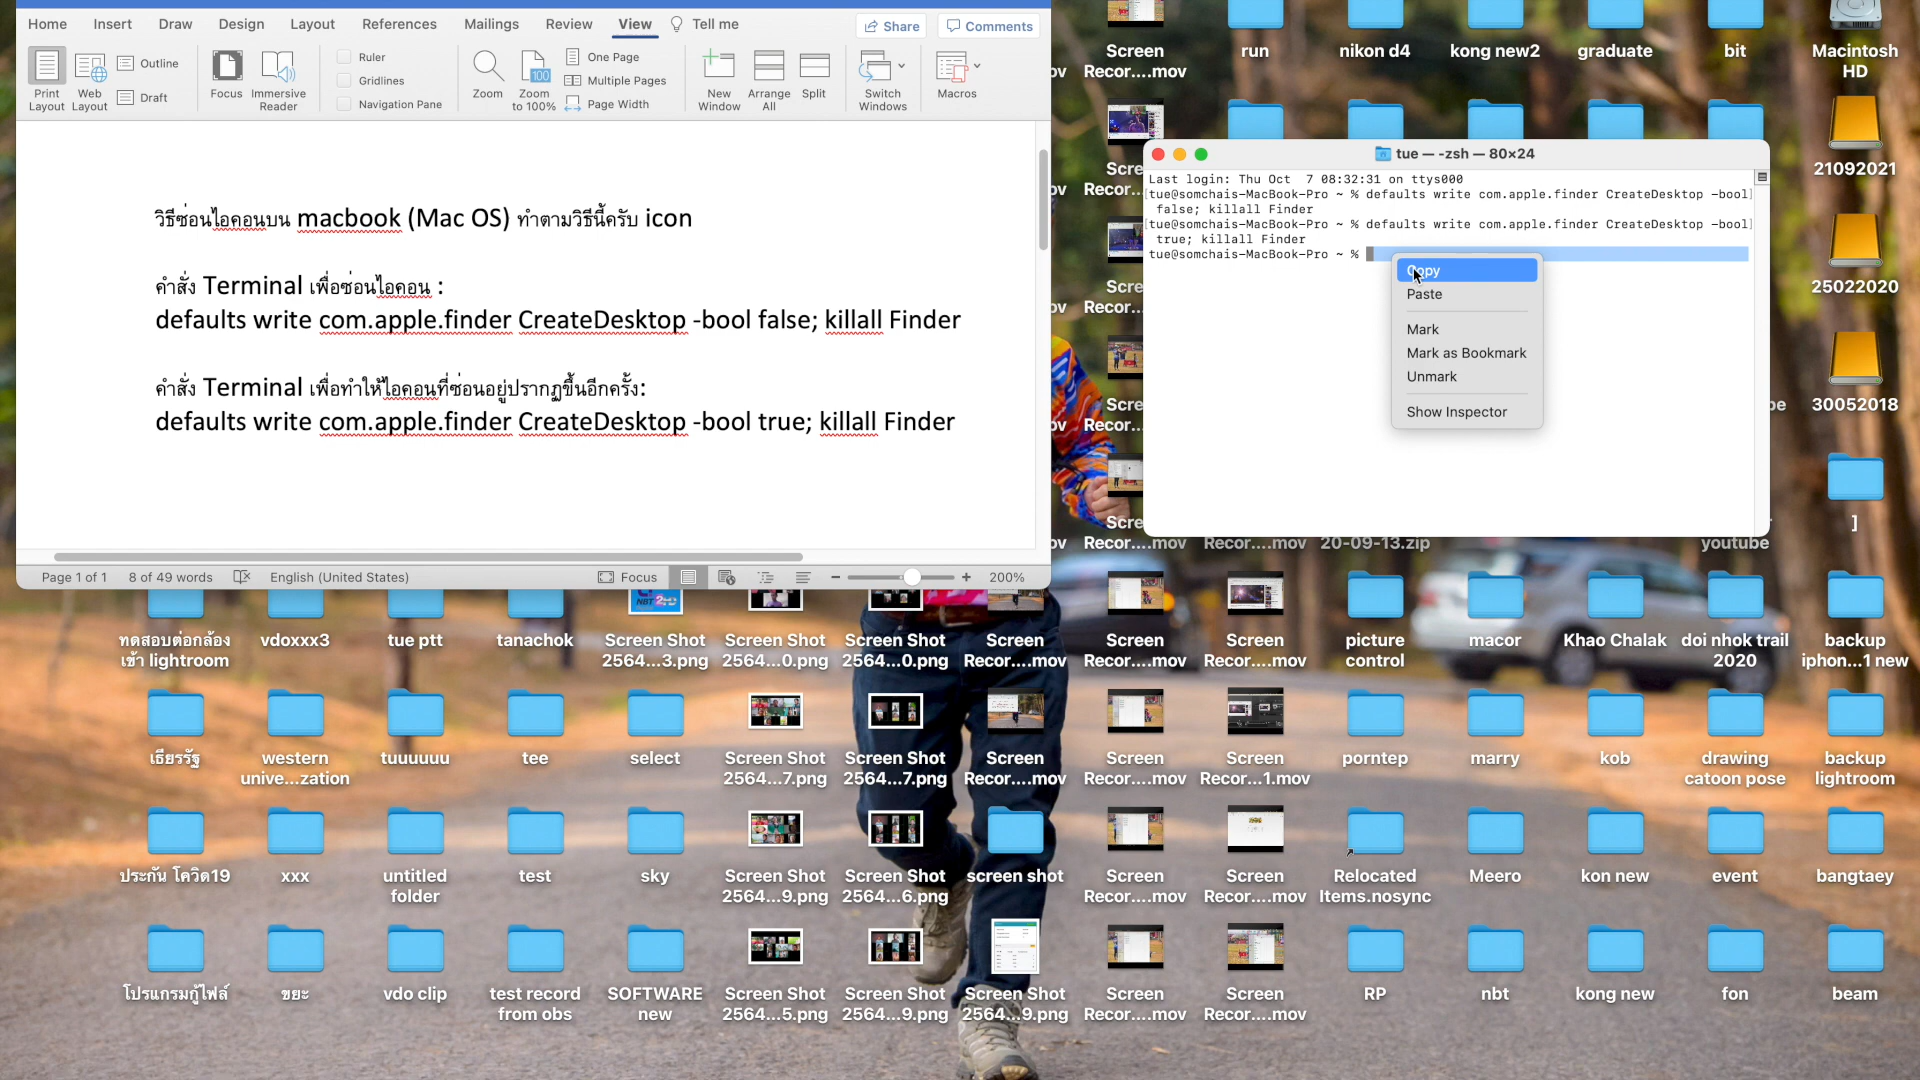 Home Insert Draw Design Layout References Mailings Review View Tell me Share Comments
Print Layout
Web Layout
Outline
Draft
Focus
Immersive Reader
Ruler
Gridlines
Navigation Pane
Zoom
Zoom to 100%
100
One Page
Multiple Pages
Page Width
New Window
Arrange All
Split
Switch Windows
Macros
วิธีซ่อนไอคอนบน macbook (Mac OS) ทำตามวิธีนี้ครับ icon
คำสั่ง Terminal เพื่อซ่อนไอคอน :
defaults write com.apple.finder CreateDesktop -bool false; killall Finder
คำสั่ง Terminal เพื่อทำให้ไอคอนที่ซ่อนอยู่ปรากฏขึ้นอีกครั้ง:
defaults write com.apple.finder CreateDesktop -bool true; killall Finder
Page 1 of 1 8 of 49 words English (United States) Focus 200%
tue — -zsh — 80×24
Last login: Thu Oct  7 08:32:31 on ttys000
[tue@somchais-MacBook-Pro ~ % defaults write com.apple.finder CreateDesktop -bool]
false; killall Finder
[tue@somchais-MacBook-Pro ~ % defaults write com.apple.finder CreateDesktop -bool]
true; killall Finder
tue@somchais-MacBook-Pro ~ %
Copy
Paste
Mark
Mark as Bookmark
Unmark
Show Inspector
Screen Recor....mov
run
nikon d4
kong new2
graduate
bit
Macintosh HD
21092021
25022020
30052018
]
Recor....mov
Recor....mov
20-09-13.zip
youtube
ทดสอบต่อกล้อง เข้า lightroom
vdoxxx3
tue ptt
tanachok
Screen Shot 2564...3.png
Screen Shot 2564...0.png
Screen Shot 2564...0.png
Screen Recor....mov
Screen Recor....mov
Screen Recor....mov
picture control
macor
Khao Chalak
doi nhok trail 2020
backup iphon...1 new
เธียรรัฐ
western unive...zation
tuuuuuu
tee
select
Screen Shot 2564...7.png
Screen Shot 2564...7.png
Screen Recor....mov
Screen Recor....mov
Screen Recor...1.mov
porntep
marry
kob
drawing catoon pose
backup lightroom
ประกัน โควิด19
xxx
untitled folder
test
sky
Screen Shot 2564...9.png
Screen Shot 2564...6.png
screen shot
Screen Recor....mov
Screen Recor....mov
Relocated Items.nosync
Meero
kon new
event
bangtaey
โปรแกรมกู้ไฟล์
ขยะ
vdo clip
test record from obs
SOFTWARE new
Screen Shot 2564...5.png
Screen Shot 2564...9.png
Screen Shot 2564...9.png
Screen Recor....mov
Screen Recor....mov
RP
nbt
kong new
fon
beam